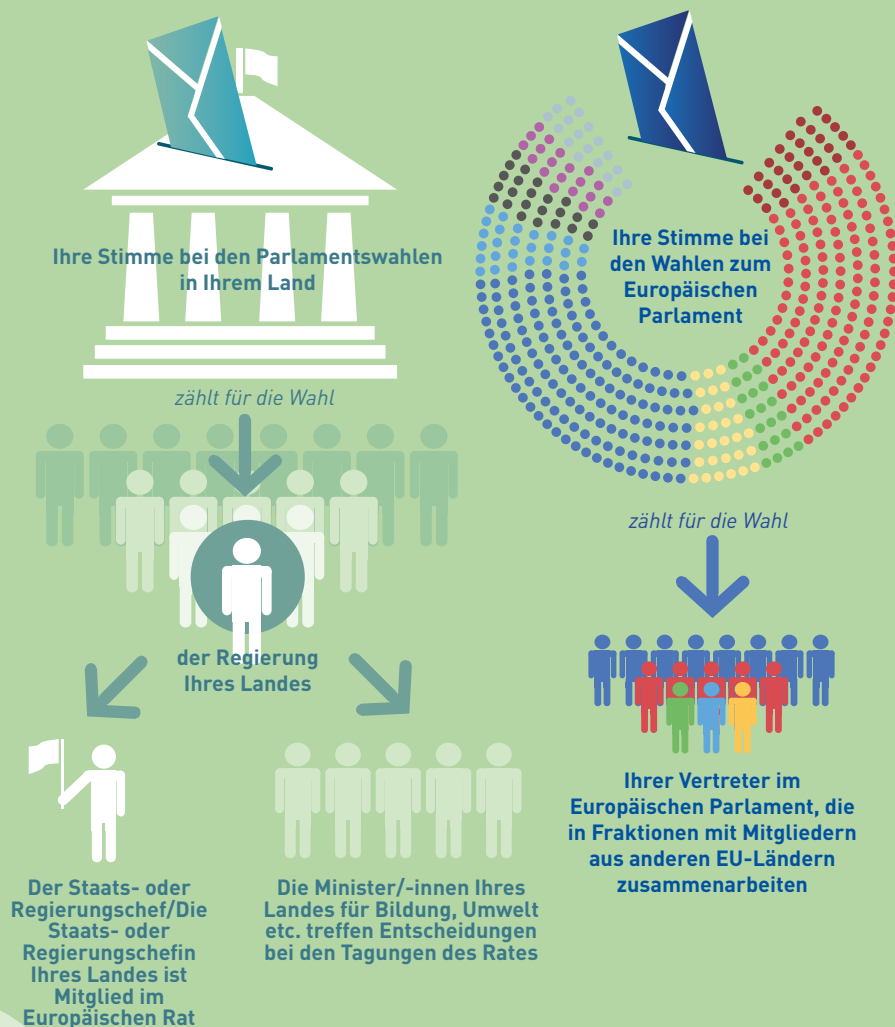 Ihre Stimme bei den Parlamentswahlen
in Ihrem Land
zählt für die Wahl
der Regierung
Ihres Landes
Der Staats- oder
Regierungschef/Die
Staats- oder
Regierungschefin
Ihres Landes ist
Mitglied im
Europäischen Rat
Die Minister/-innen Ihres
Landes für Bildung, Umwelt
etc. treffen Entscheidungen
bei den Tagungen des Rates
Ihre Stimme bei
den Wahlen zum
Europäischen
Parlament
zählt für die Wahl
Ihrer Vertreter im
Europäischen Parlament, die
in Fraktionen mit Mitgliedern
aus anderen EU-Ländern
zusammenarbeiten